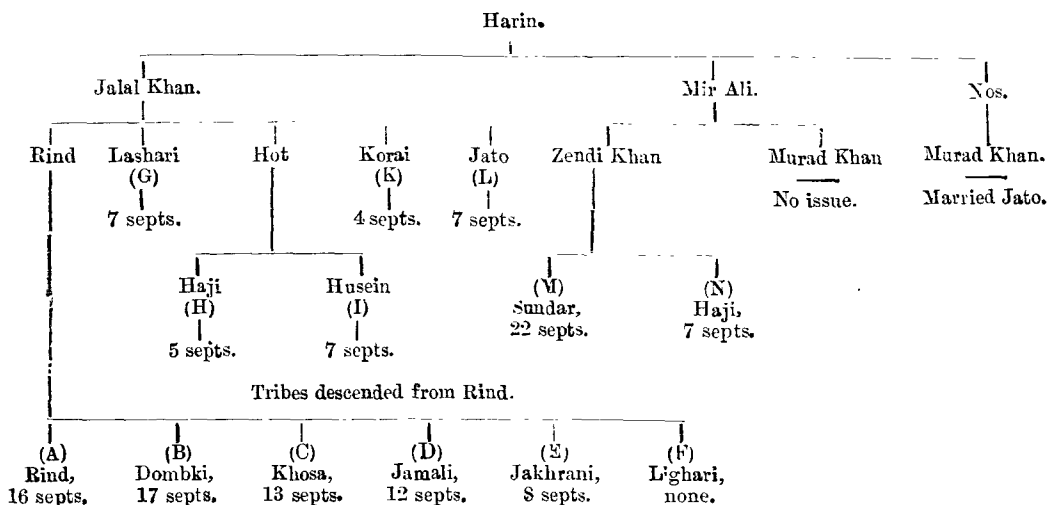 Harin.
Jalal Khan. Mir Ali. Nos.
Rind Lashari Hot Korai Jato Zendi Khan Murad Khan Murad Khan.
(G) (K) (L) No issue. Married Jato.
7 septs. 4 septs. 7 septs.
Haji Husein (M) (N)
(H) (I) Sundar, Haji,
5 septs. 7 septs. 22 septs. 7 septs.
Tribes descended from Rind.
(A) (B) (C) (D) (E) (F)
Rind, Dombki, Khosa, Jamali, Jakhrani, L'ghari,
16 septs. 17 septs. 13 septs. 12 septs. 8 septs. none.